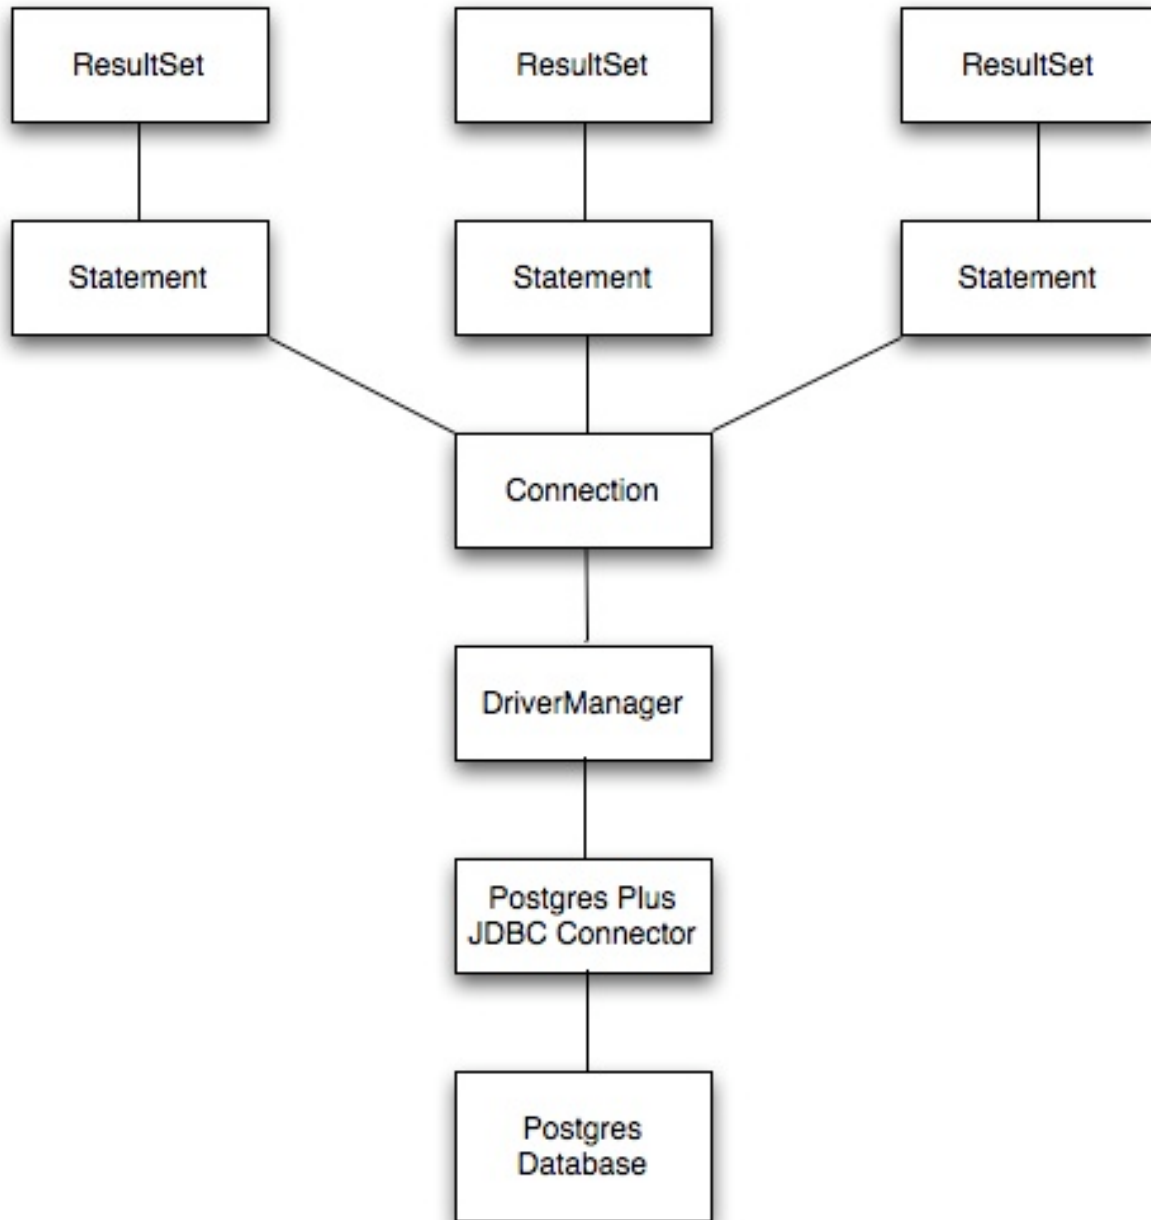 ResultSet
ResultSet
ResultSet
Statement
Statement
Statement
Connection
DriverManager
Postgres Plus
JDBC Connector
Postgres
Database